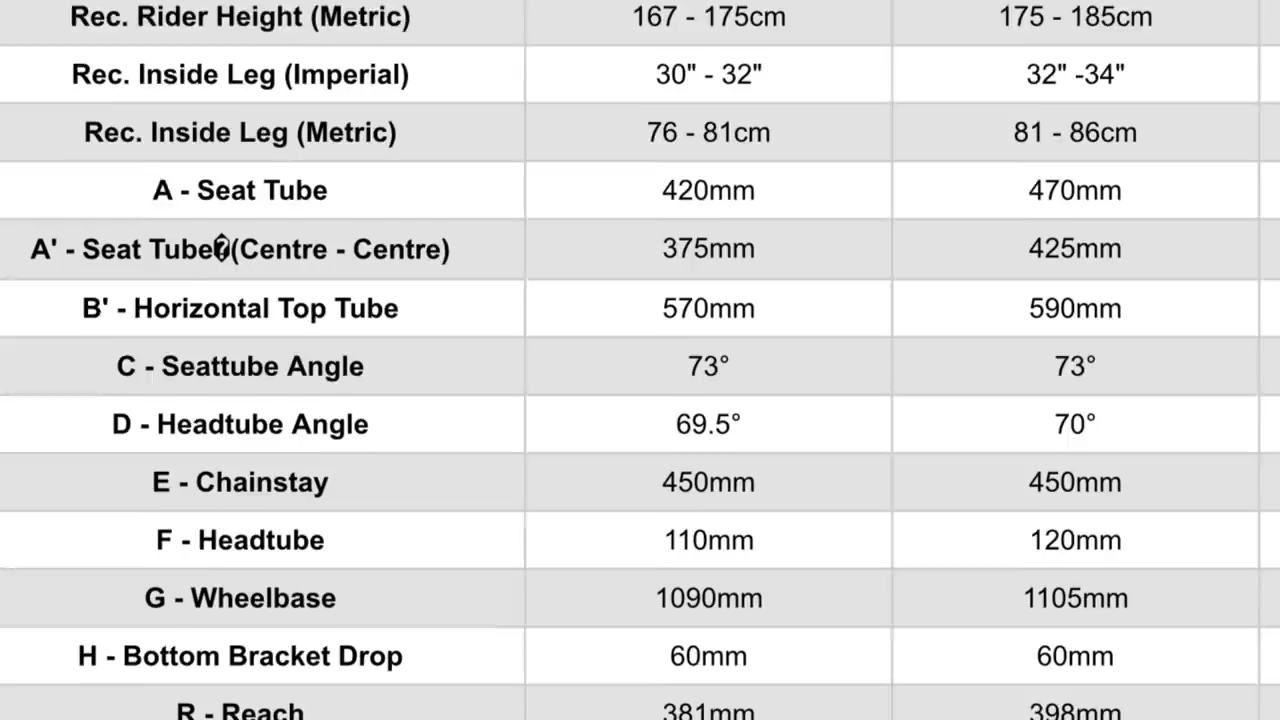 Rec. Rider Height (Metric) 167 - 175cm 175 - 185cm
Rec. Inside Leg (Imperial) 30" - 32" 32" -34"
Rec. Inside Leg (Metric) 76 - 81cm 81 - 86cm
A - Seat Tube 420mm 470mm
A' - Seat Tube�(Centre - Centre) 375mm 425mm
B' - Horizontal Top Tube 570mm 590mm
C - Seattube Angle 73° 73°
D - Headtube Angle 69.5° 70°
E - Chainstay 450mm 450mm
F - Headtube 110mm 120mm
G - Wheelbase 1090mm 1105mm
H - Bottom Bracket Drop 60mm 60mm
R - Reach 381mm 398mm